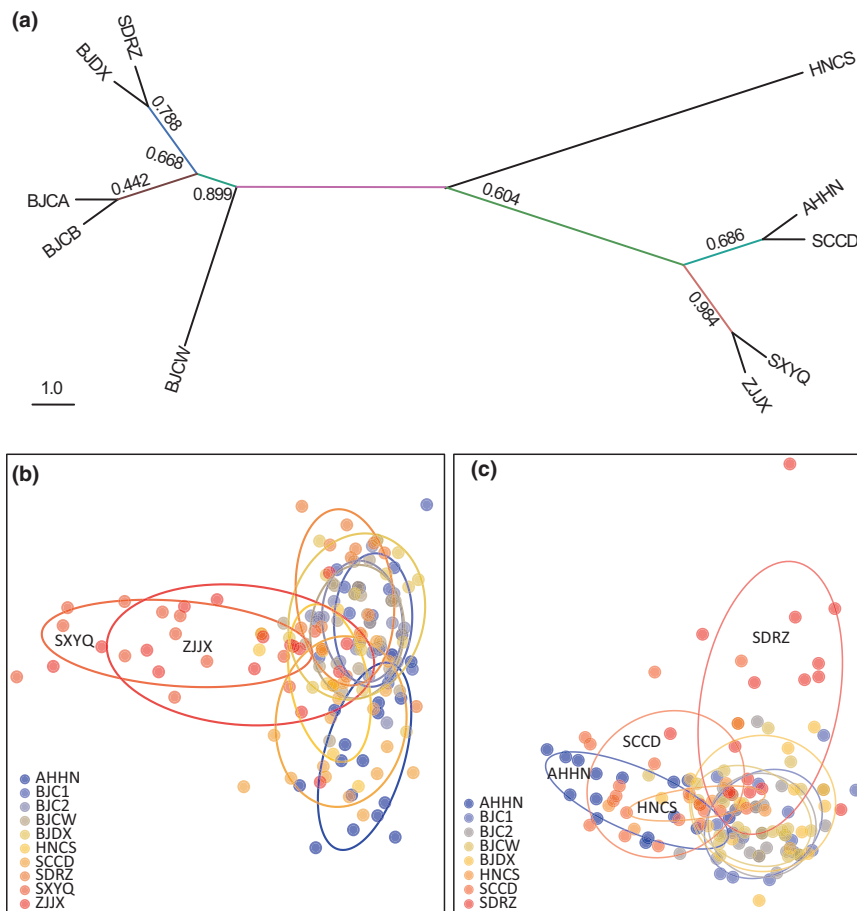 (a)
SDRZ
BJDX
HNCS
0.788
0.668
0.442
0.899
0.604
BJCA
BJCB
AHHN
0.686
SCCD
0.984
SXYQ
ZJJX
BJCW
1.0
(b)
SXYQ
ZJJX
AHHN
BJC1
BJC2
BJCW
BJDX
HNCS
SCCD
SDRZ
SXYQ
ZJJX
(c)
SDRZ
SCCD
AHHN
HNCS
AHHN
BJC1
BJC2
BJCW
BJDX
HNCS
SCCD
SDRZ